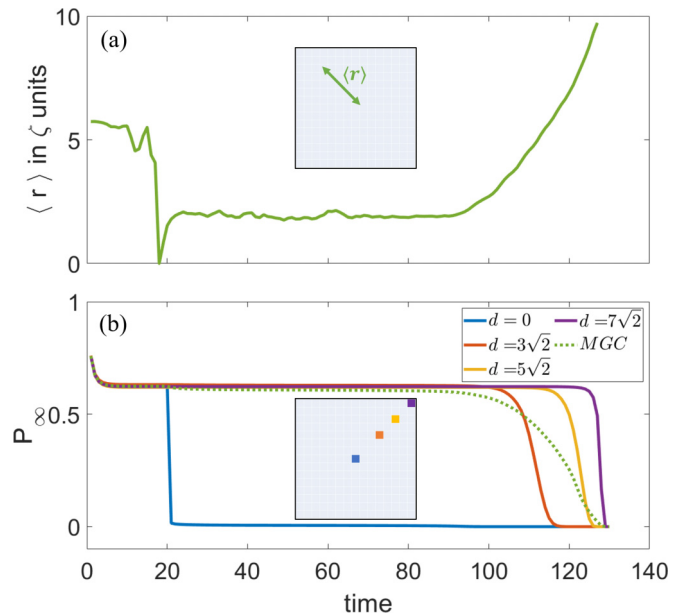 (a)
⟨r⟩
⟨ r ⟩ in ζ units
10
5
0
(b)
d = 0
d =3√2
d =5√2
d =7√2
MGC
P∞
1
0.5
0
0 20 40 60 80 100 120 140
time